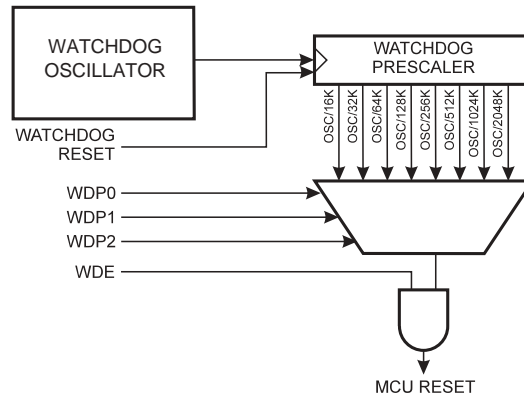 WATCHDOG
OSCILLATOR
WATCHDOG
PRESCALER
OSC/16K
OSC/32K
OSC/64K
OSC/128K
OSC/256K
OSC/512K
OSC/1024K
OSC/2048K
WATCHDOG
RESET
WDP0
WDP1
WDP2
WDE
MCU RESET